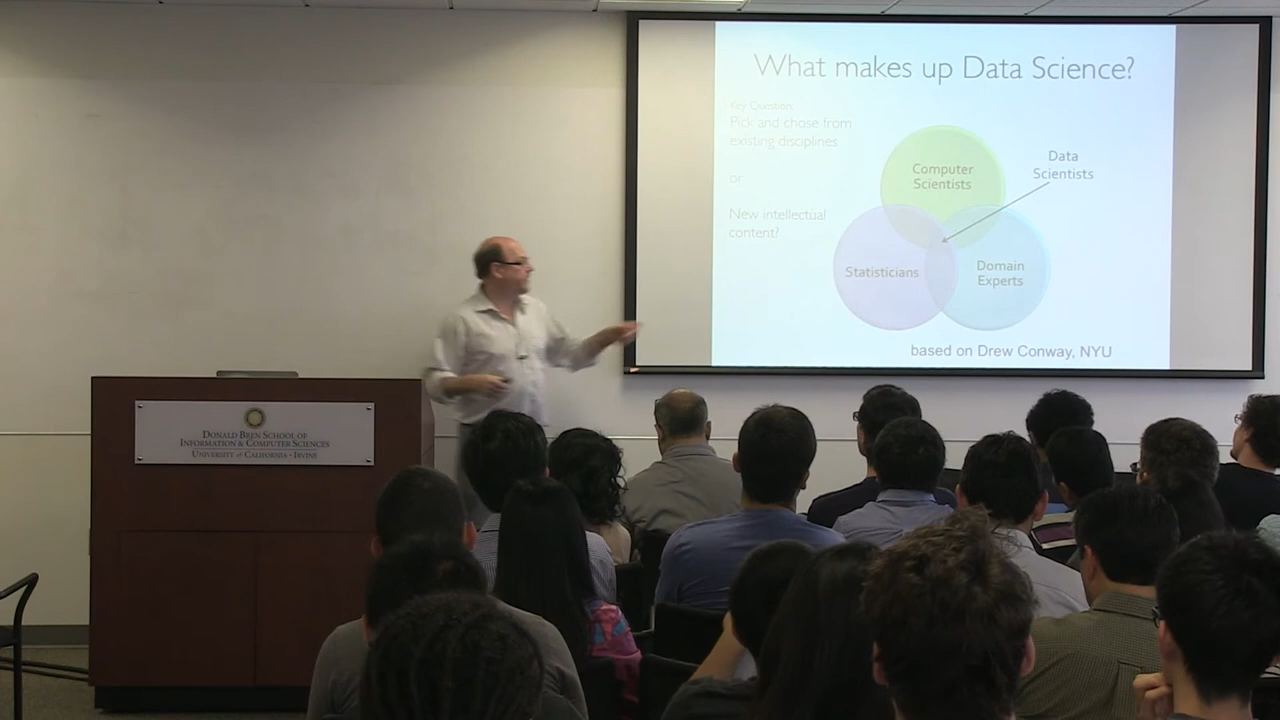 What makes up Data Science?
Key Question:
Pick and chose from
existing disciplines
or
New intellectual
content?
Computer
Scientists
Data
Scientists
Statisticians
Domain
Experts
based on Drew Conway, NYU
Donald Bren School of
Information & Computer Sciences
University of California • Irvine